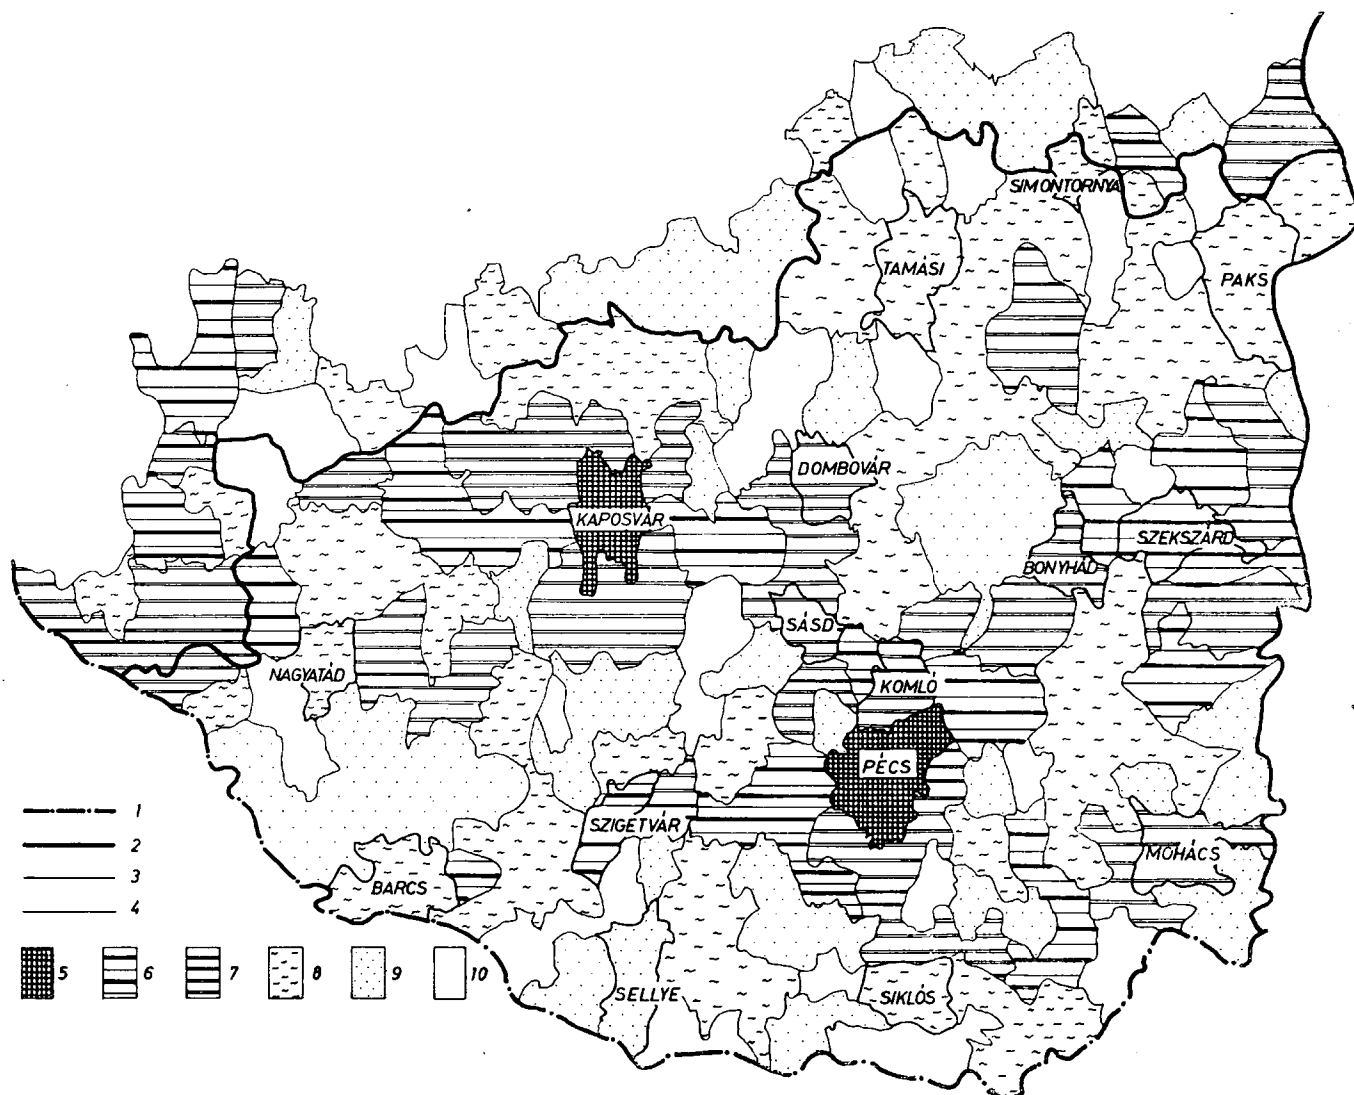 SIMONTORNYA
TAMÁSI
PAKS
DOMBOVÁR
KAPOSVÁR
SZEKSZÁRD
BONYHÁD
SÁSD
NAGYATÁD
KOMLÓ
PÉCS
SZIGETVÁR
MOHÁCS
BARCS
SELLYE
SIKLÓS
1
2
3
4
5 6 7 8 9 10